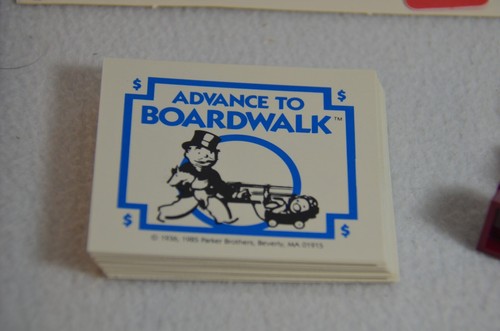 $ $
ADVANCE TO
BOARDWALK™
$ $
© 1936, 1985 Parker Brothers, Beverly, MA 01915